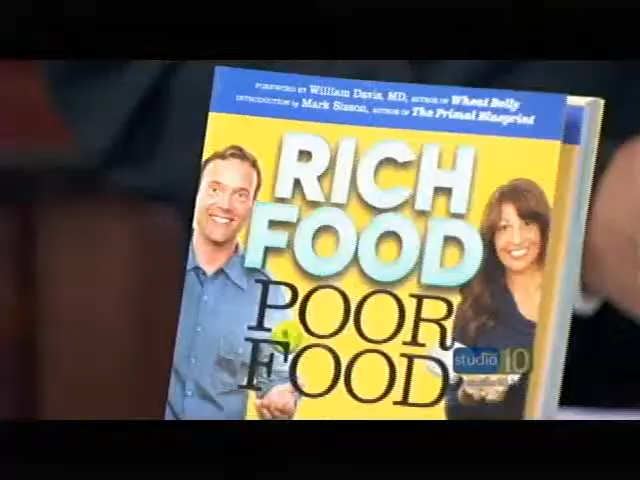 FOREWORD BY William Davis, MD, AUTHOR OF Wheat Belly
INTRODUCTION by Mark Sisson, AUTHOR OF The Primal Blueprint
RICH
FOOD
POOR
FOOD
studio 10